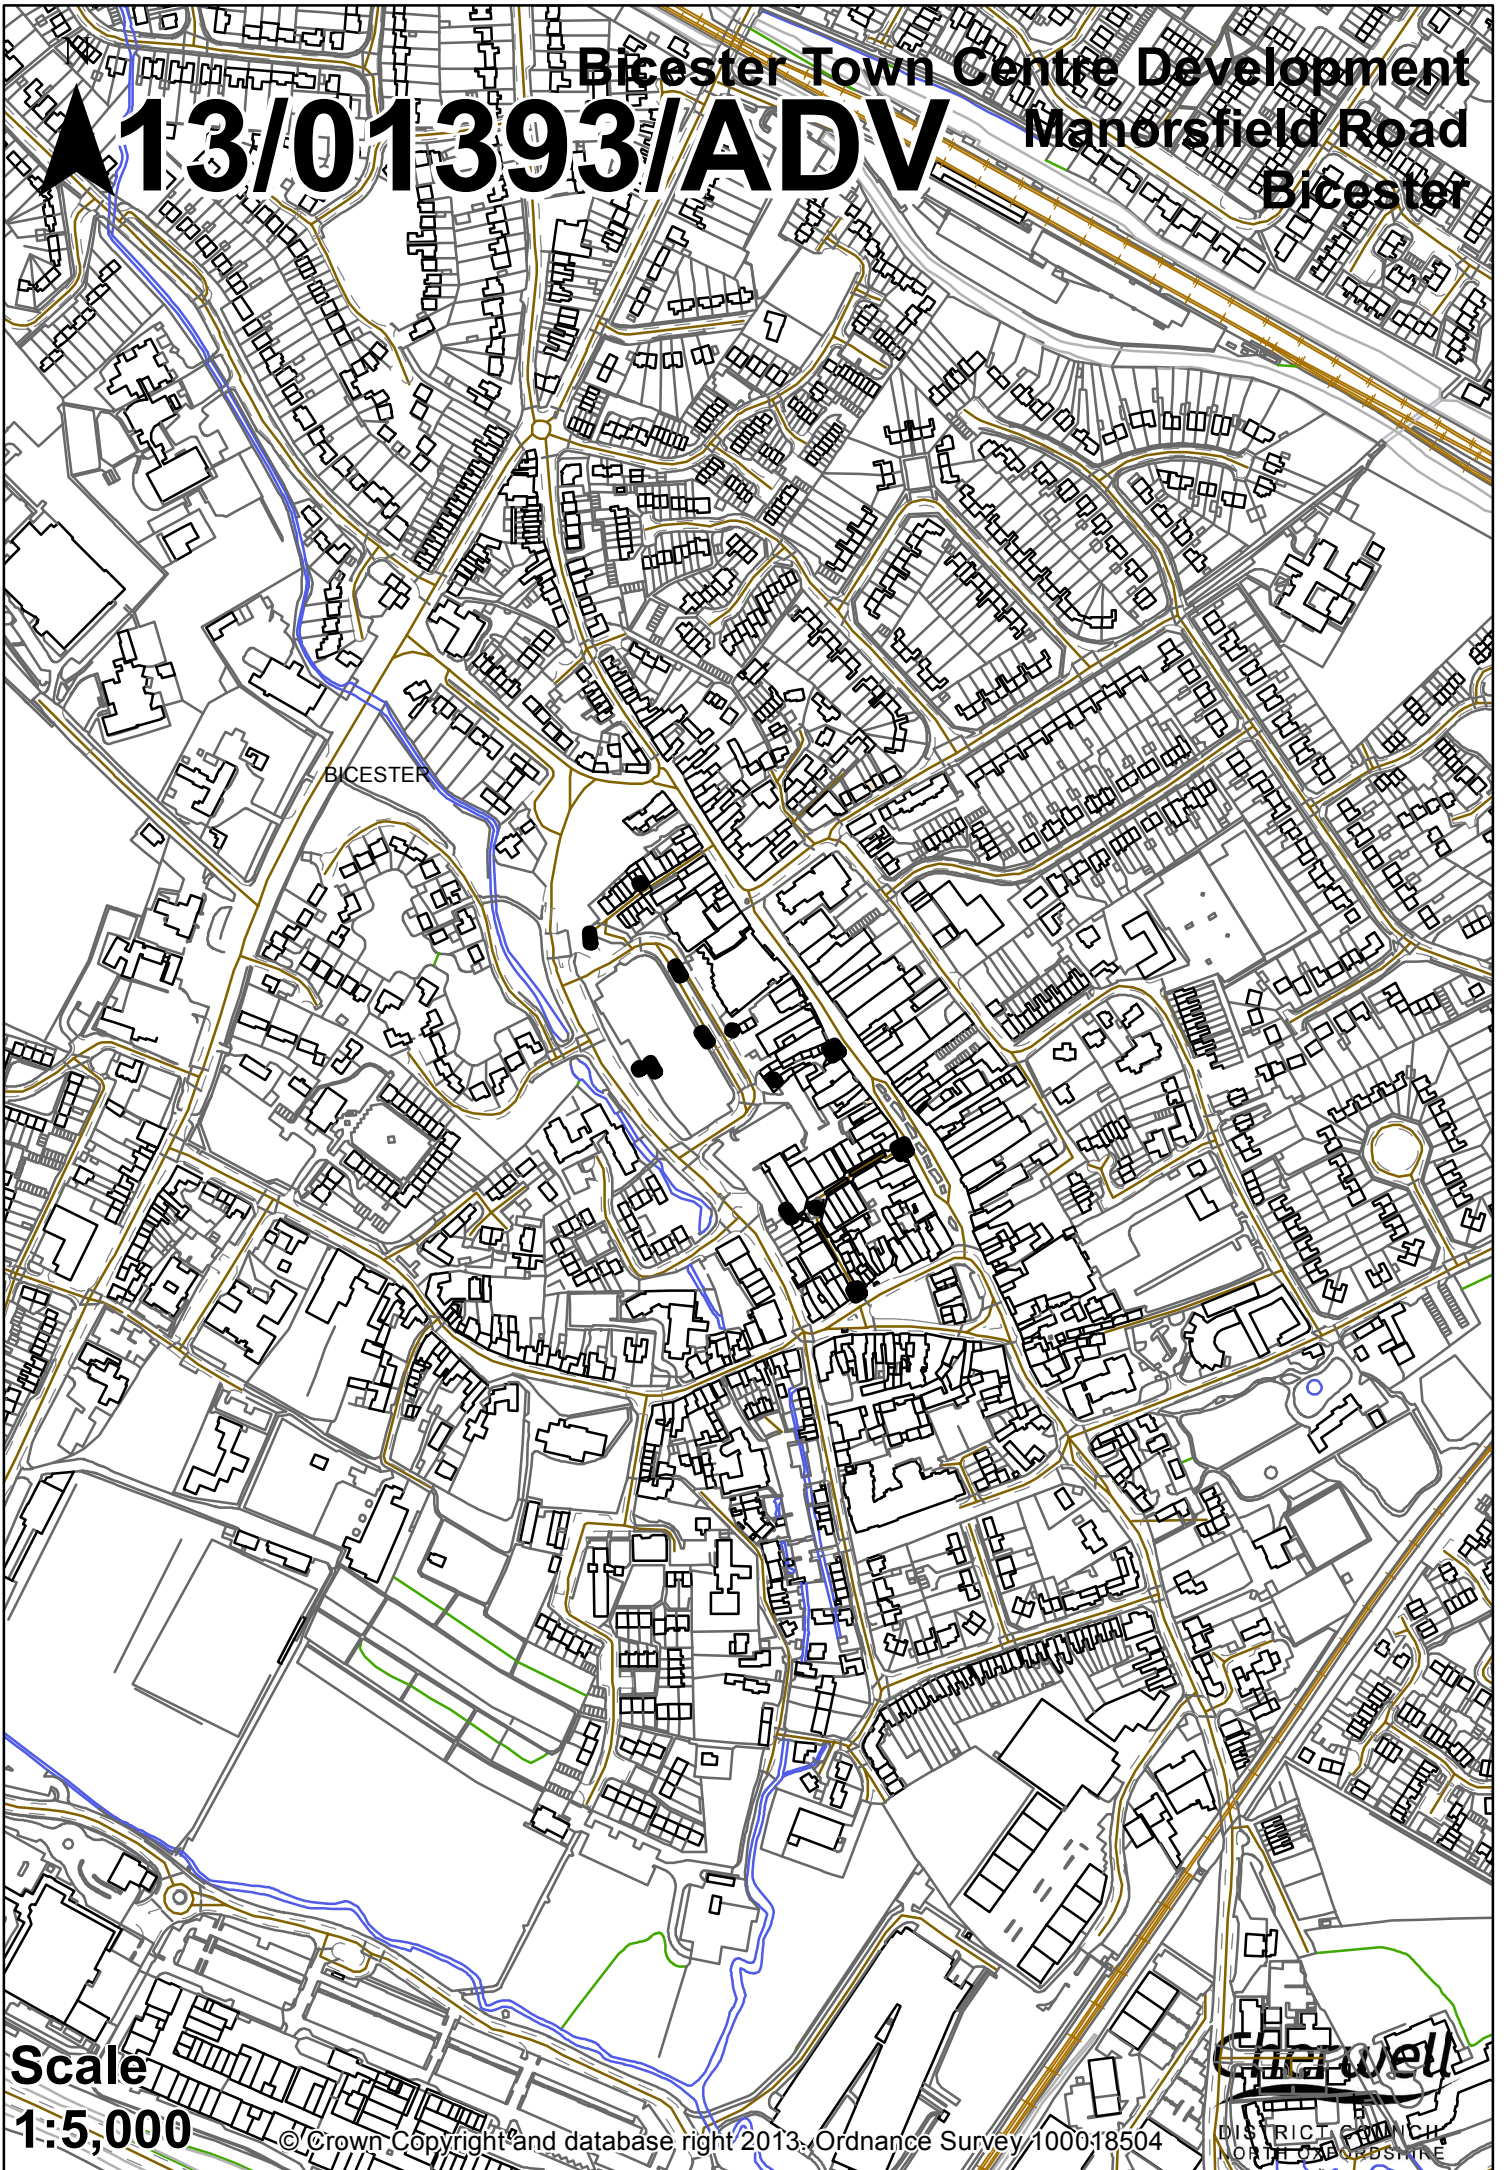 N
Bicester Town Centre Development
13/01393/ADV
Manorsfield Road
Bicester
BICESTER
Scale
1:5,000
© Crown Copyright and database right 2013. Ordnance Survey 100018504
Cherwell
DISTRICT COUNCIL
NORTH OXFORDSHIRE